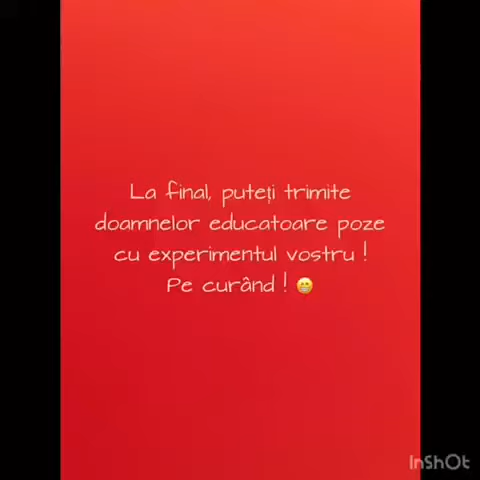 La final, puteți trimite
doamnelor educatoare poze
cu experimentul vostru !
Pe curând ! 😁
InShOt